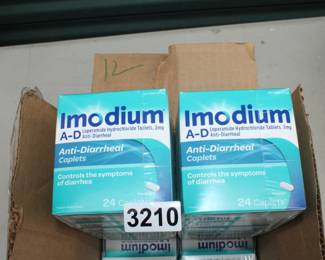 12
Imodium
A-D
Loperamide Hydrochloride Tablets, 2mg
Anti-Diarrheal
Anti-Diarrheal
Caplets
Controls the symptoms
of diarrhea
24 Caplets
Imodium
A-D
Loperamide Hydrochloride Tablets, 2mg
Anti-Diarrheal
Anti-Diarrheal
Caplets
Controls the symptoms
of diarrhea
24 Caplets
3210